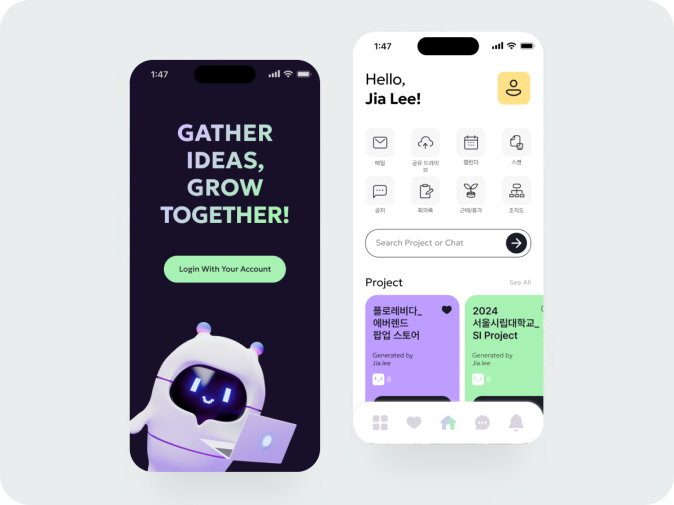 1:47
GATHER
IDEAS,
GROW
TOGETHER!
Login With Your Account
1:47
Hello,
Jia Lee!
메일
공유 드라이
브
캘린더
스캔
공지
회의록
근태/휴가
조직도
Search Project or Chat
Project
See All
플로레비다_
에버랜드
팝업 스토어
Generated by
Jia.lee
8
2024
서울시립대학교_
SI Project
Generated by
Jia.lee
8